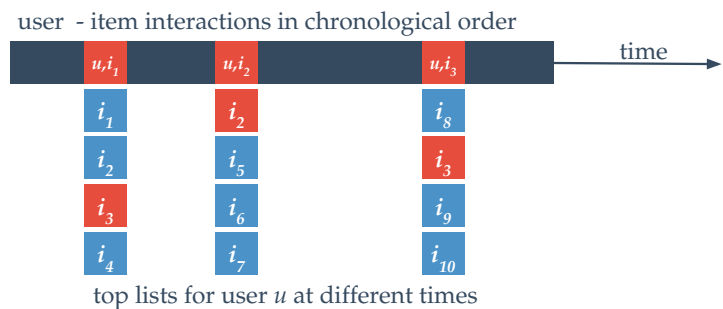 user - item interactions in chronological order
u,i1 u,i2 u,i3 time
i1 i2 i8
i2 i5 i3
i3 i6 i9
i4 i7 i10
top lists for user u at different times